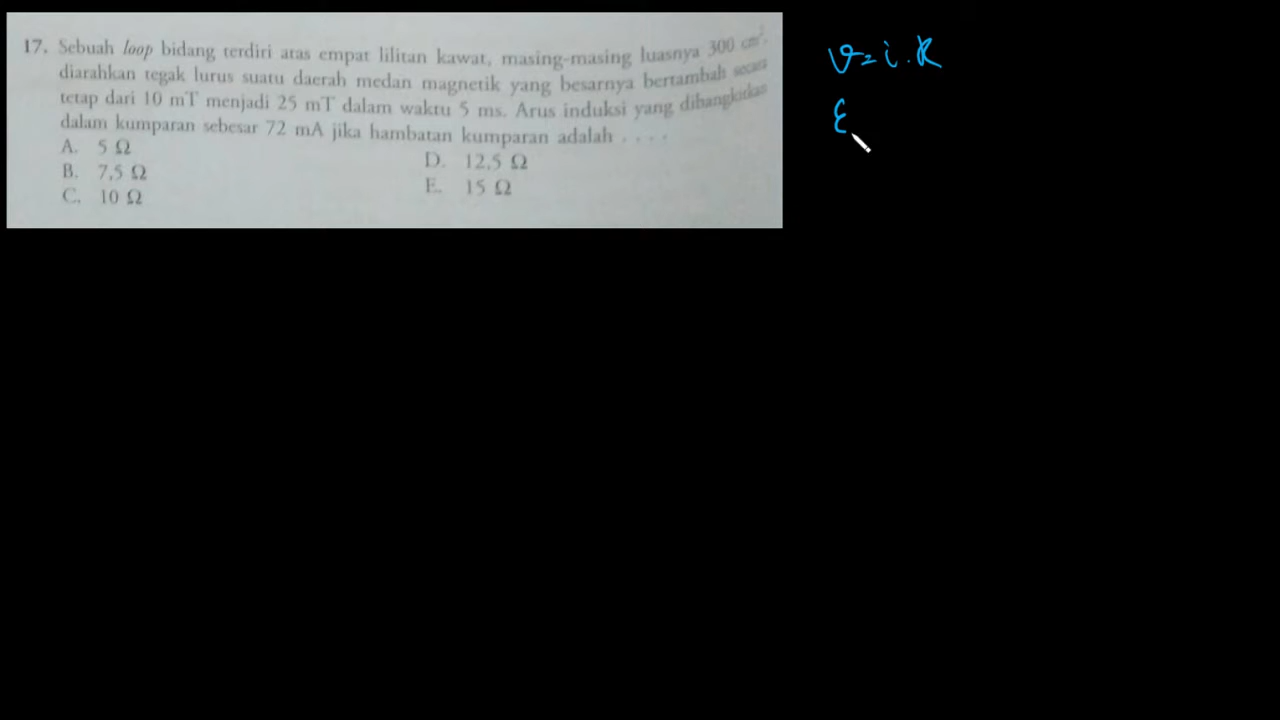 17. Sebuah loop bidang terdiri atas empat lilitan kawat, masing-masing luasnya 300 cm².
diarahkan tegak lurus suatu daerah medan magnetik yang besarnya bertambah secara
tetap dari 10 mT menjadi 25 mT dalam waktu 5 ms. Arus induksi yang dibangkitkan
dalam kumparan sebesar 72 mA jika hambatan kumparan adalah . . . .
A. 5 Ω
B. 7,5 Ω
C. 10 Ω
D. 12,5 Ω
E. 15 Ω
v = i . R
ε